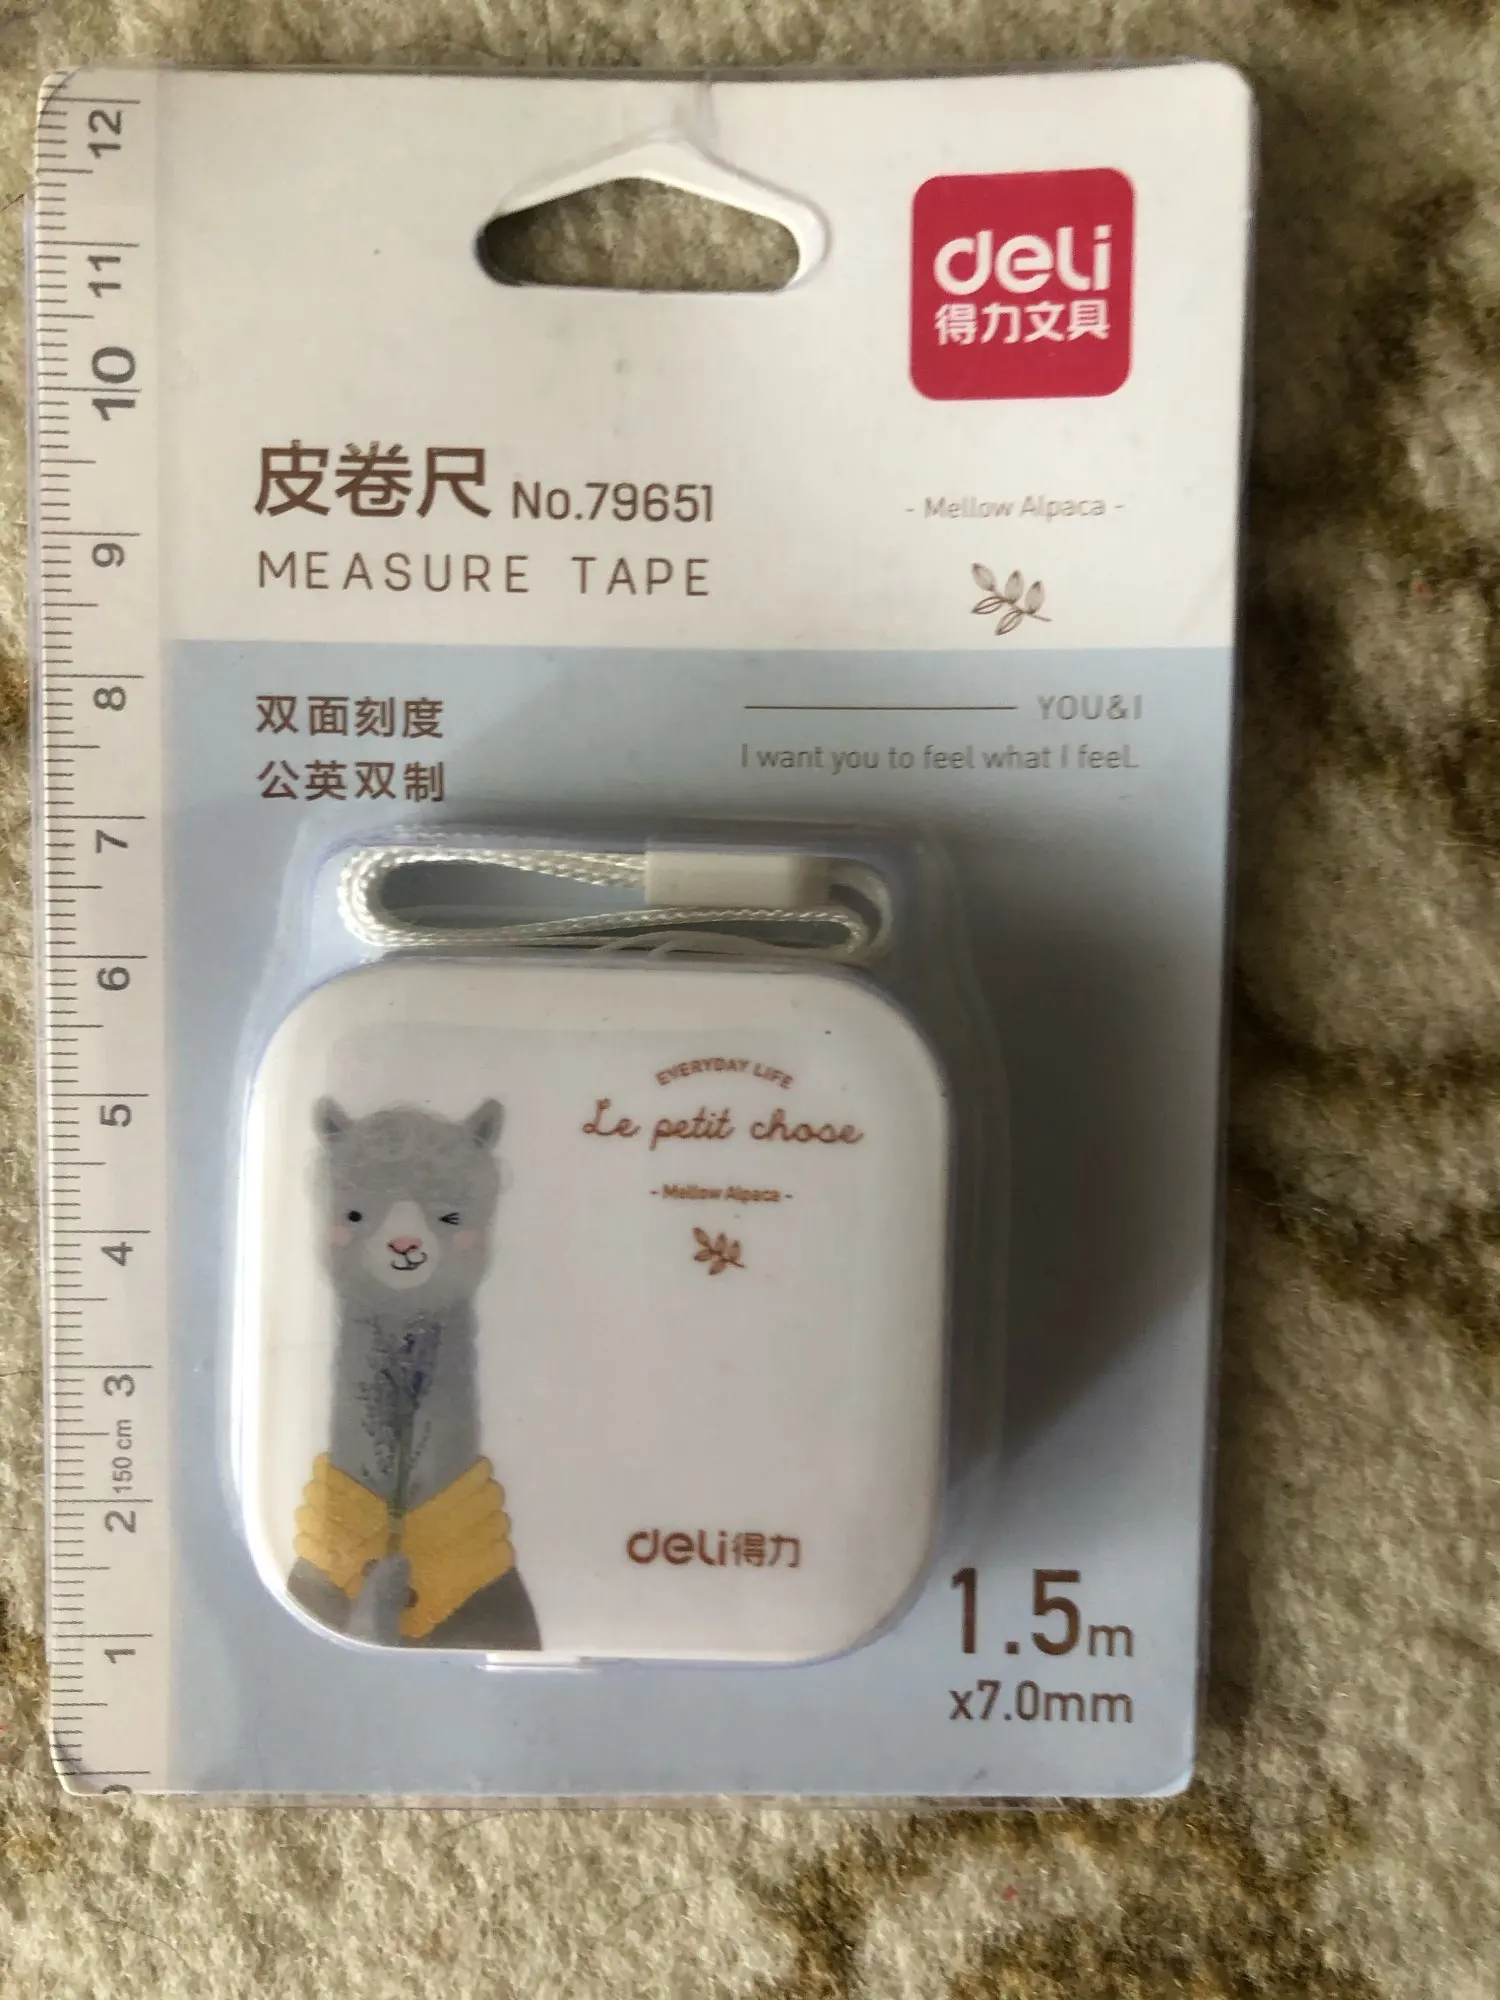 deli
得力文具
皮卷尺 No.79651
MEASURE TAPE
- Mellow Alpaca -
双面刻度
公英双制
YOU&I
I want you to feel what I feel.
EVERYDAY LIFE
Le petit chose
- Mellow Alpaca -
deli得力
1.5m
x7.0mm
12
11
10
9
8
7
6
5
4
3
150cm
2
1